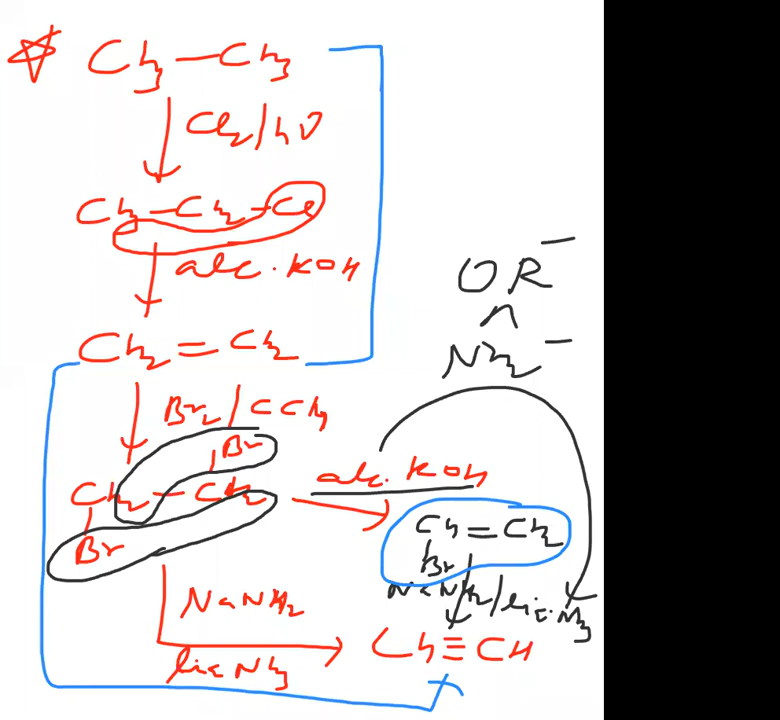 CH3—CH3
Cl2/hν
CH3—CH2—Cl
alc. KOH
CH2=CH2
OR⁻
^
NH2⁻
Br2/CCl4
Br
CH2—CH2
Br
alc. KOH
CH=CH2
Br
NaNH2/liq. NH3
NaNH2
liq NH3
CH≡CH